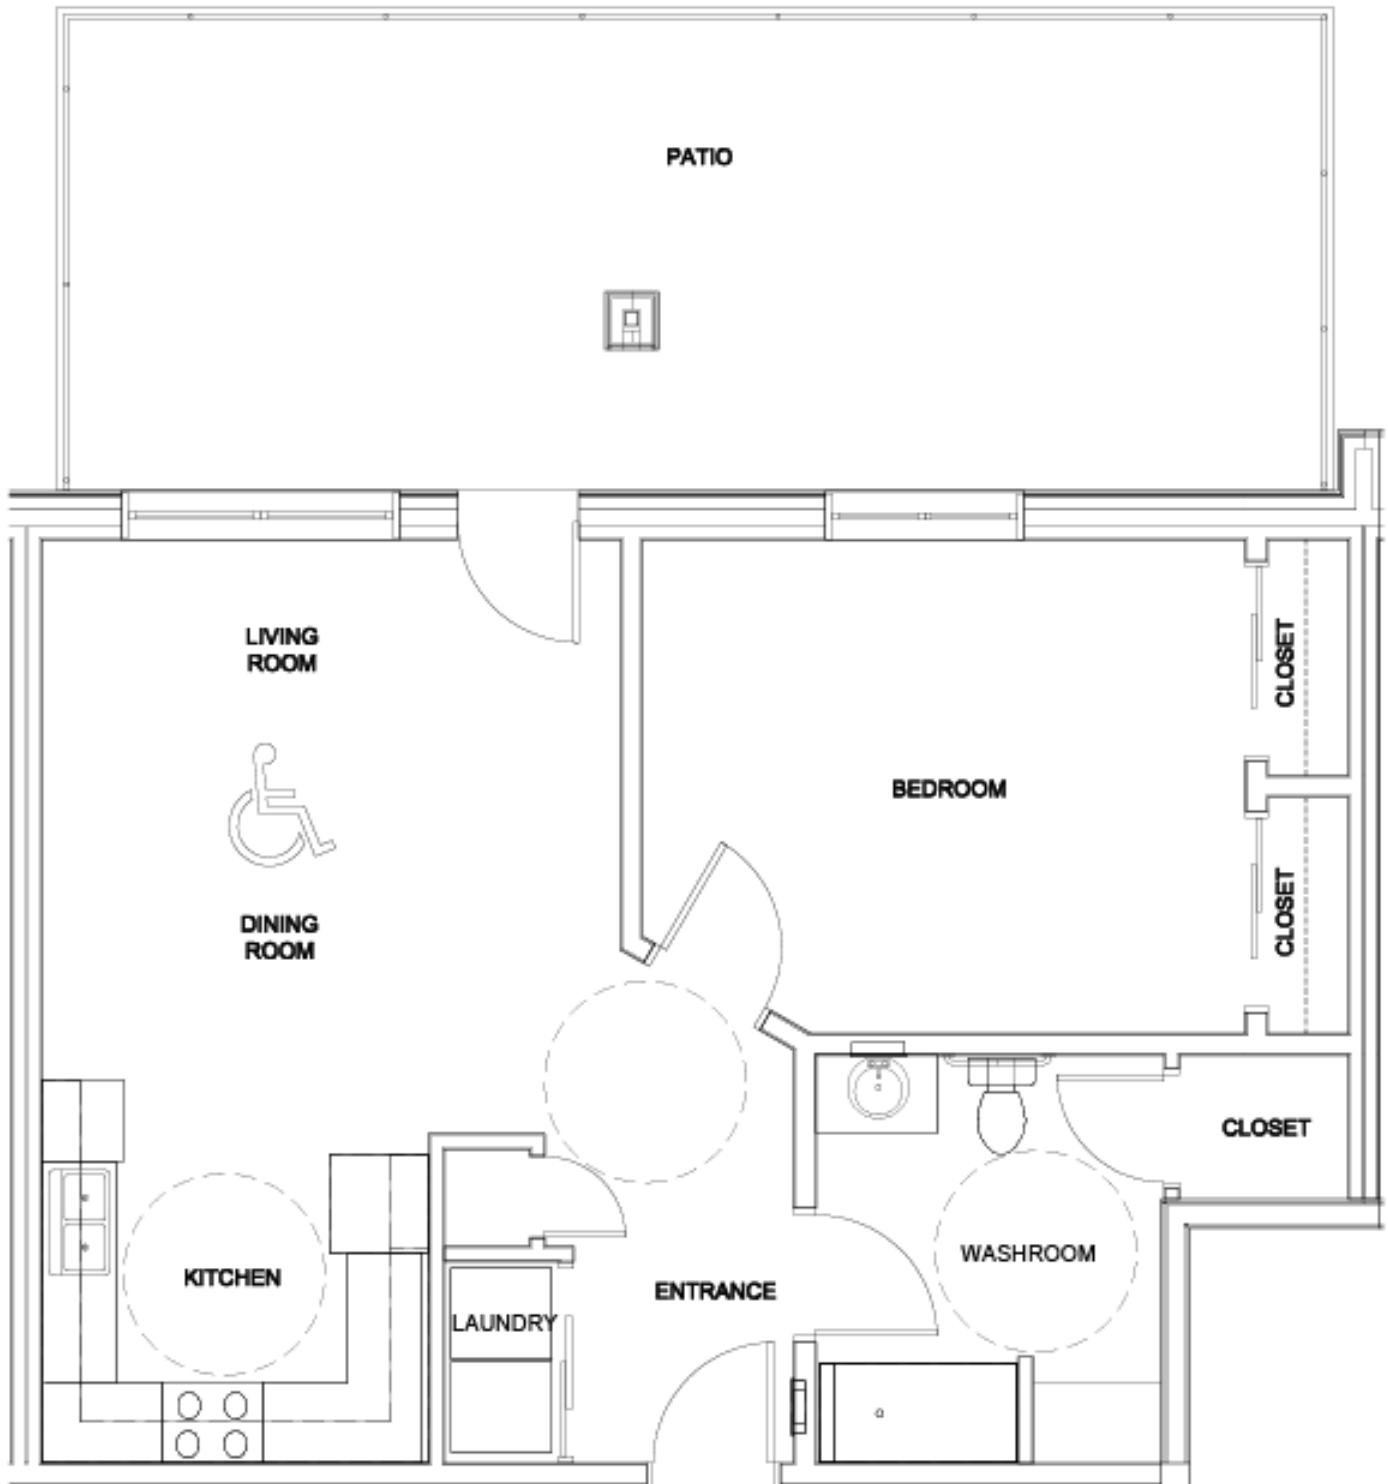 PATIO
LIVING
ROOM
CLOSET
BEDROOM
DINING
ROOM
CLOSET
CLOSET
WASHROOM
KITCHEN
ENTRANCE
LAUNDRY